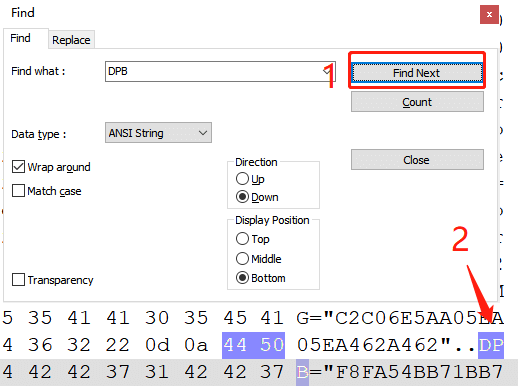 Find
x
Find
Replace
Find what :
DPB
1
Find Next
Count
Data type :
ANSI String
Close
Wrap around
Match case
Direction
Up
Down
Display Position
Top
Middle
Bottom
Transparency
2
5 35 41 41 30 35 45 41 G="C2C06E5AA05EA
4 36 32 22 0d 0a 44 50 05EA462A462"..DP
4 42 42 37 31 42 42 37 B="F8FA54BB71BB7